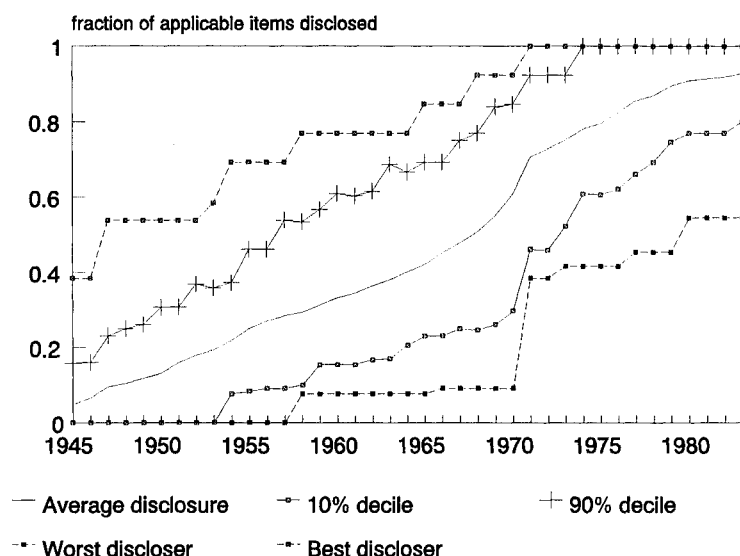 fraction of applicable items disclosed
1
0.8
0.6
0.4
0.2
0
1945 1950 1955 1960 1965 1970 1975 1980
Average disclosure 10% decile 90% decile
Worst discloser Best discloser